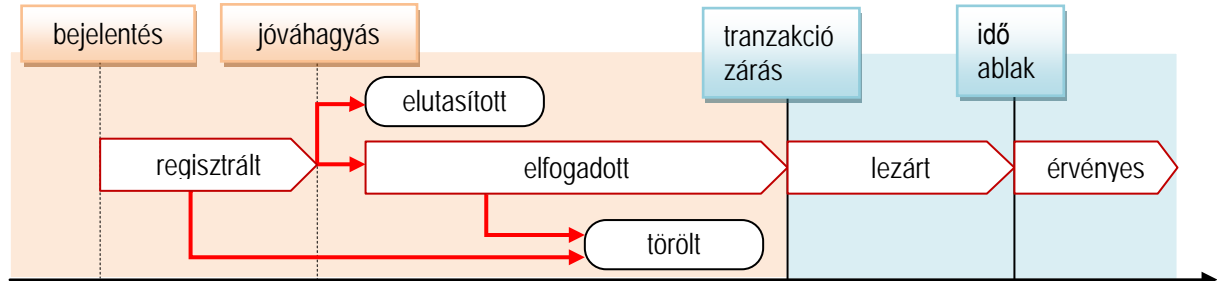 bejelentés
jóváhagyás
tranzakció
zárás
idő
ablak
elutasított
regisztrált
elfogadott
lezárt
érvényes
törölt